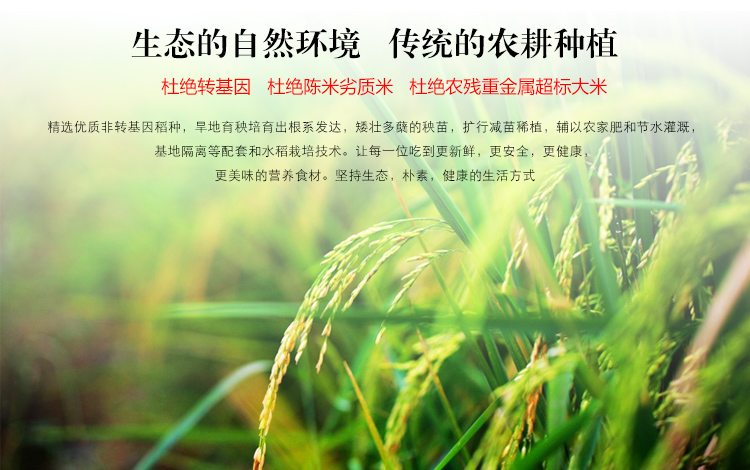 生态的自然环境 传统的农耕种植
杜绝转基因 杜绝陈米劣质米 杜绝农残重金属超标大米
精选优质非转基因稻种，旱地育秧培育出根系发达，矮壮多蘖的秧苗，扩行减苗稀植，辅以农家肥和节水灌溉，
基地隔离等配套和水稻栽培技术。让每一位吃到更新鲜，更安全，更健康，
更美味的营养食材。坚持生态，朴素，健康的生活方式